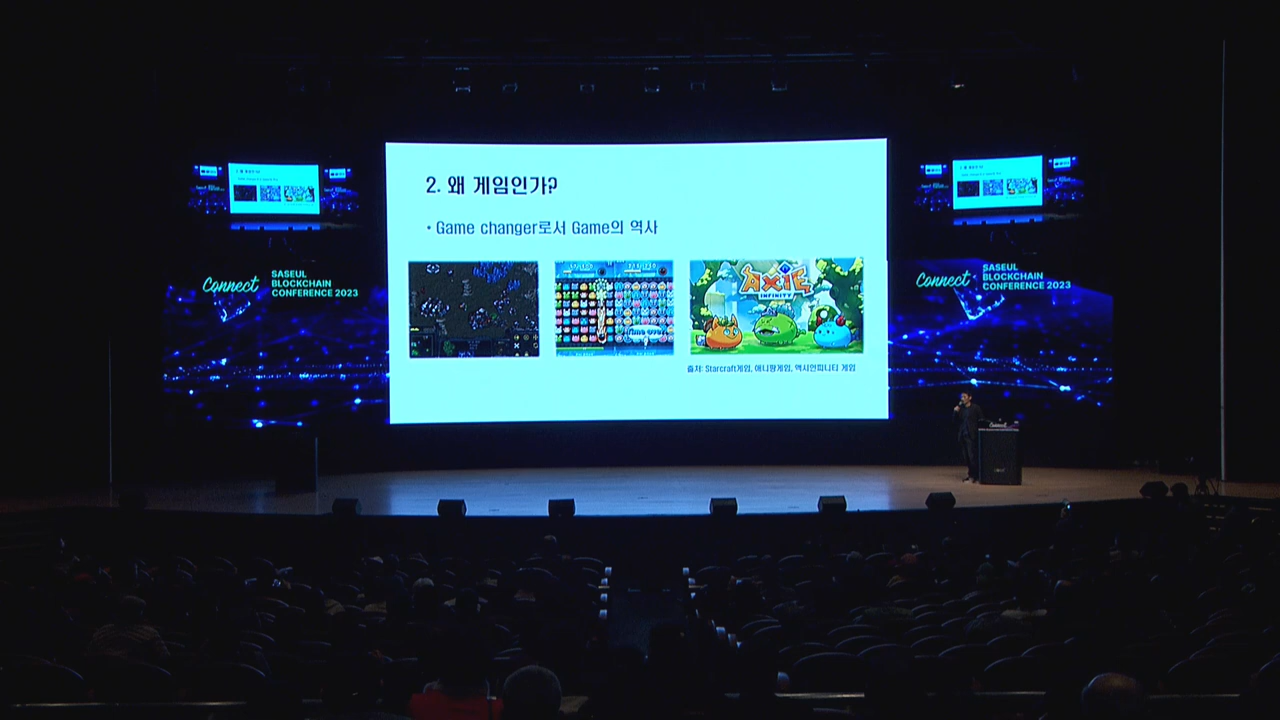 2. 왜 게임인가?
• Game changer로서 Game의 역사
AXIE
INFINITY
출처: Starcraft게임, 애니팡게임, 엑시인피니티 게임
Connect
SASEUL
BLOCKCHAIN
CONFERENCE 2023
Connect
SASEUL
BLOCKCHAIN
CONFERENCE 2023
Connect